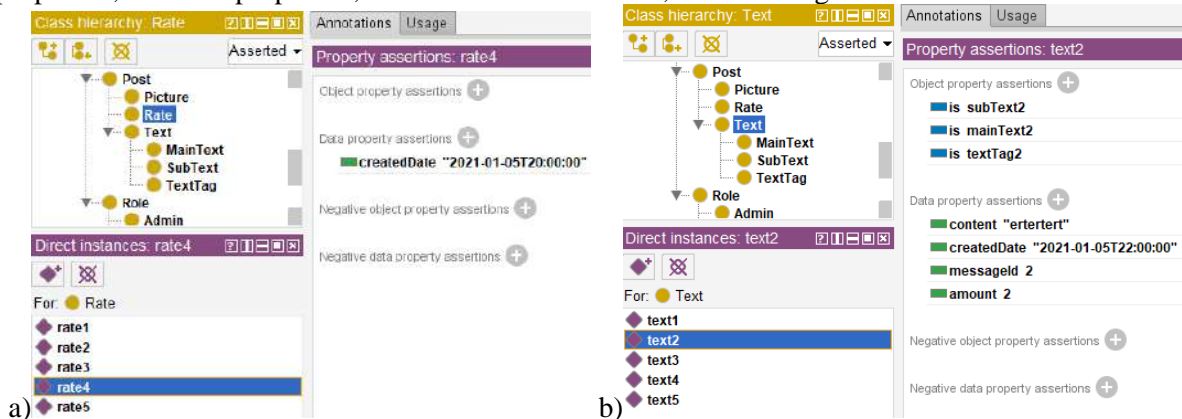 Class hierarchy: Rate
Asserted
Post
Picture
Rate
Text
MainText
SubText
TextTag
Role
Admin
Direct instances: rate4
For: Rate
rate1
rate2
rate3
rate4
rate5
Annotations Usage
Property assertions: rate4
Object property assertions
Data property assertions
createdDate "2021-01-05T20:00:00"
Negative object property assertions
Negative data property assertions
a)
Class hierarchy: Text
Asserted
Post
Picture
Rate
Text
MainText
SubText
TextTag
Role
Admin
Direct instances: text2
For: Text
text1
text2
text3
text4
text5
Annotations Usage
Property assertions: text2
Object property assertions
is subText2
is mainText2
is textTag2
Data property assertions
content "ertertert"
createdDate "2021-01-05T22:00:00"
messageId 2
amount 2
Negative object property assertions
Negative data property assertions
b)